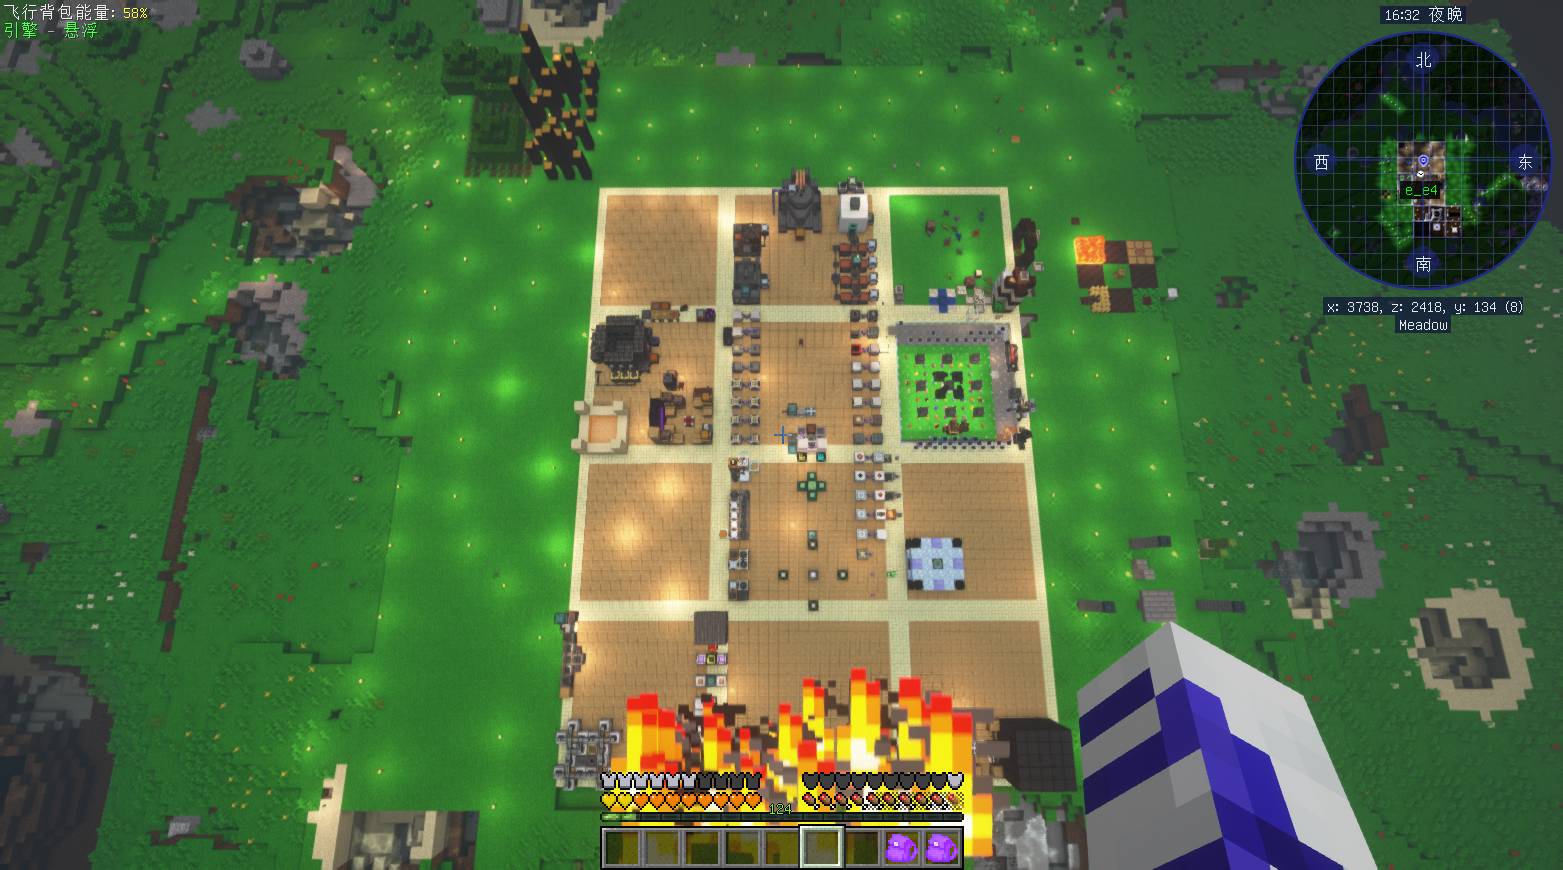 飞行背包能量: 58%
引擎 - 悬浮
16:32 夜晚
北
西
东
e_e4
南
x: 3738, z: 2418, y: 134 (8)
Meadow
124